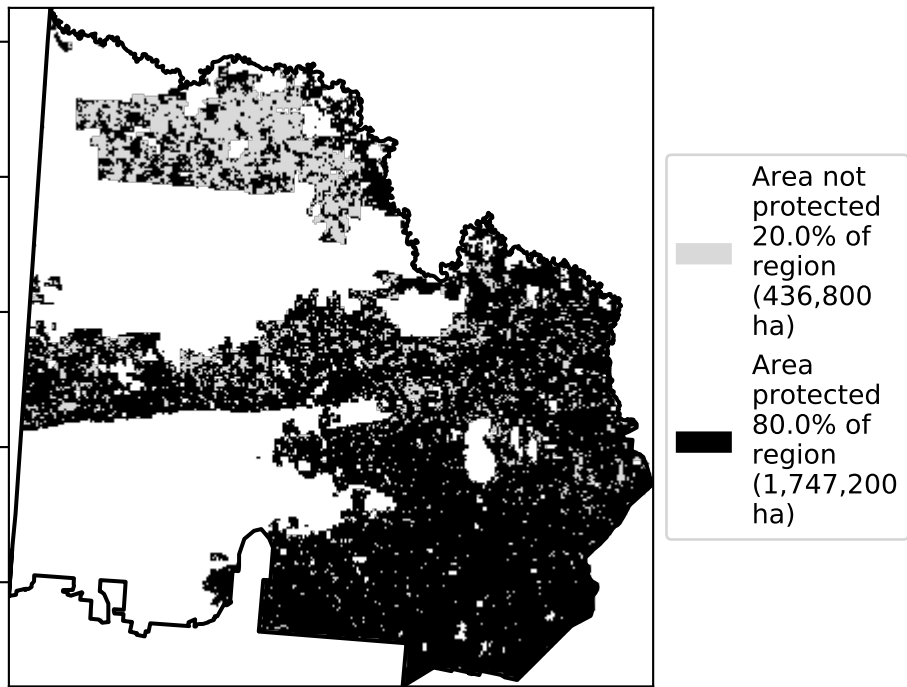 Area not
protected
20.0% of
region
(436,800
ha)
Area
protected
80.0% of
region
(1,747,200
ha)